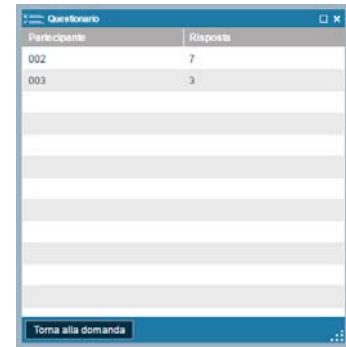 Questionario
Partecipante Risposta
002 7
003 3
Torna alla domanda